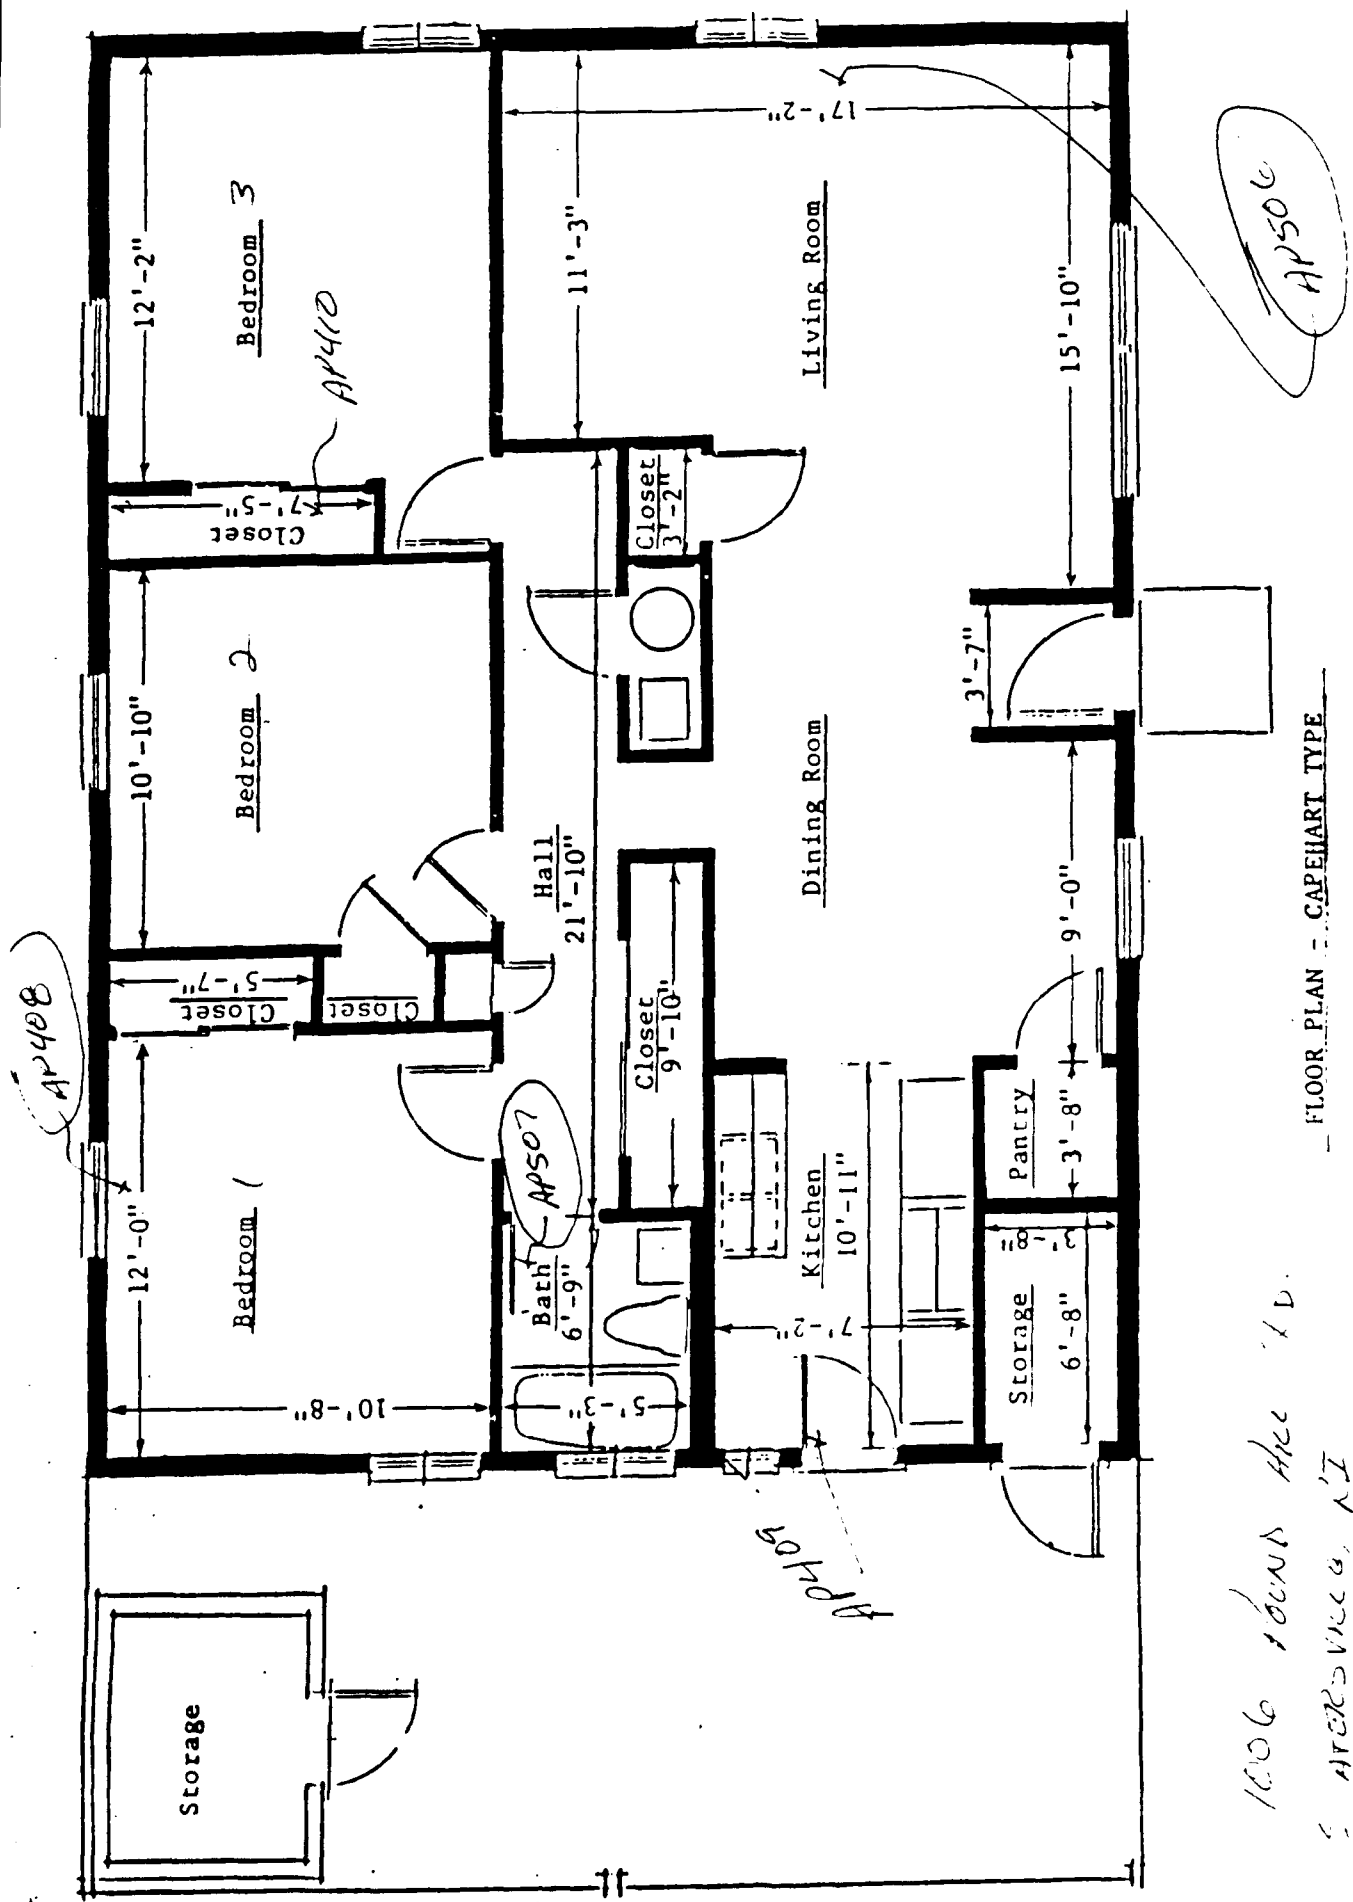 Storage
AP408
12'-0"
Bedroom 1
10'-8"
5'-7"
Closet
Closet
10'-10"
Bedroom 2
7'-5"
Closet
AP410
12'-2"
Bedroom 3
Bath
6'-9"
5'-3"
AP507
Hall
21'-10"
Closet
9'-10"
Closet
3'-2"
11'-3"
17'-2"
Living Room
15'-10"
Dining Room
3'-7"
9'-0"
Kitchen
10'-11"
7'-2"
Pantry
3'-8"
Storage
6'-8"
3'-8"
AP409
AP506
FLOOR PLAN - CAPEHART TYPE
1006 HILL